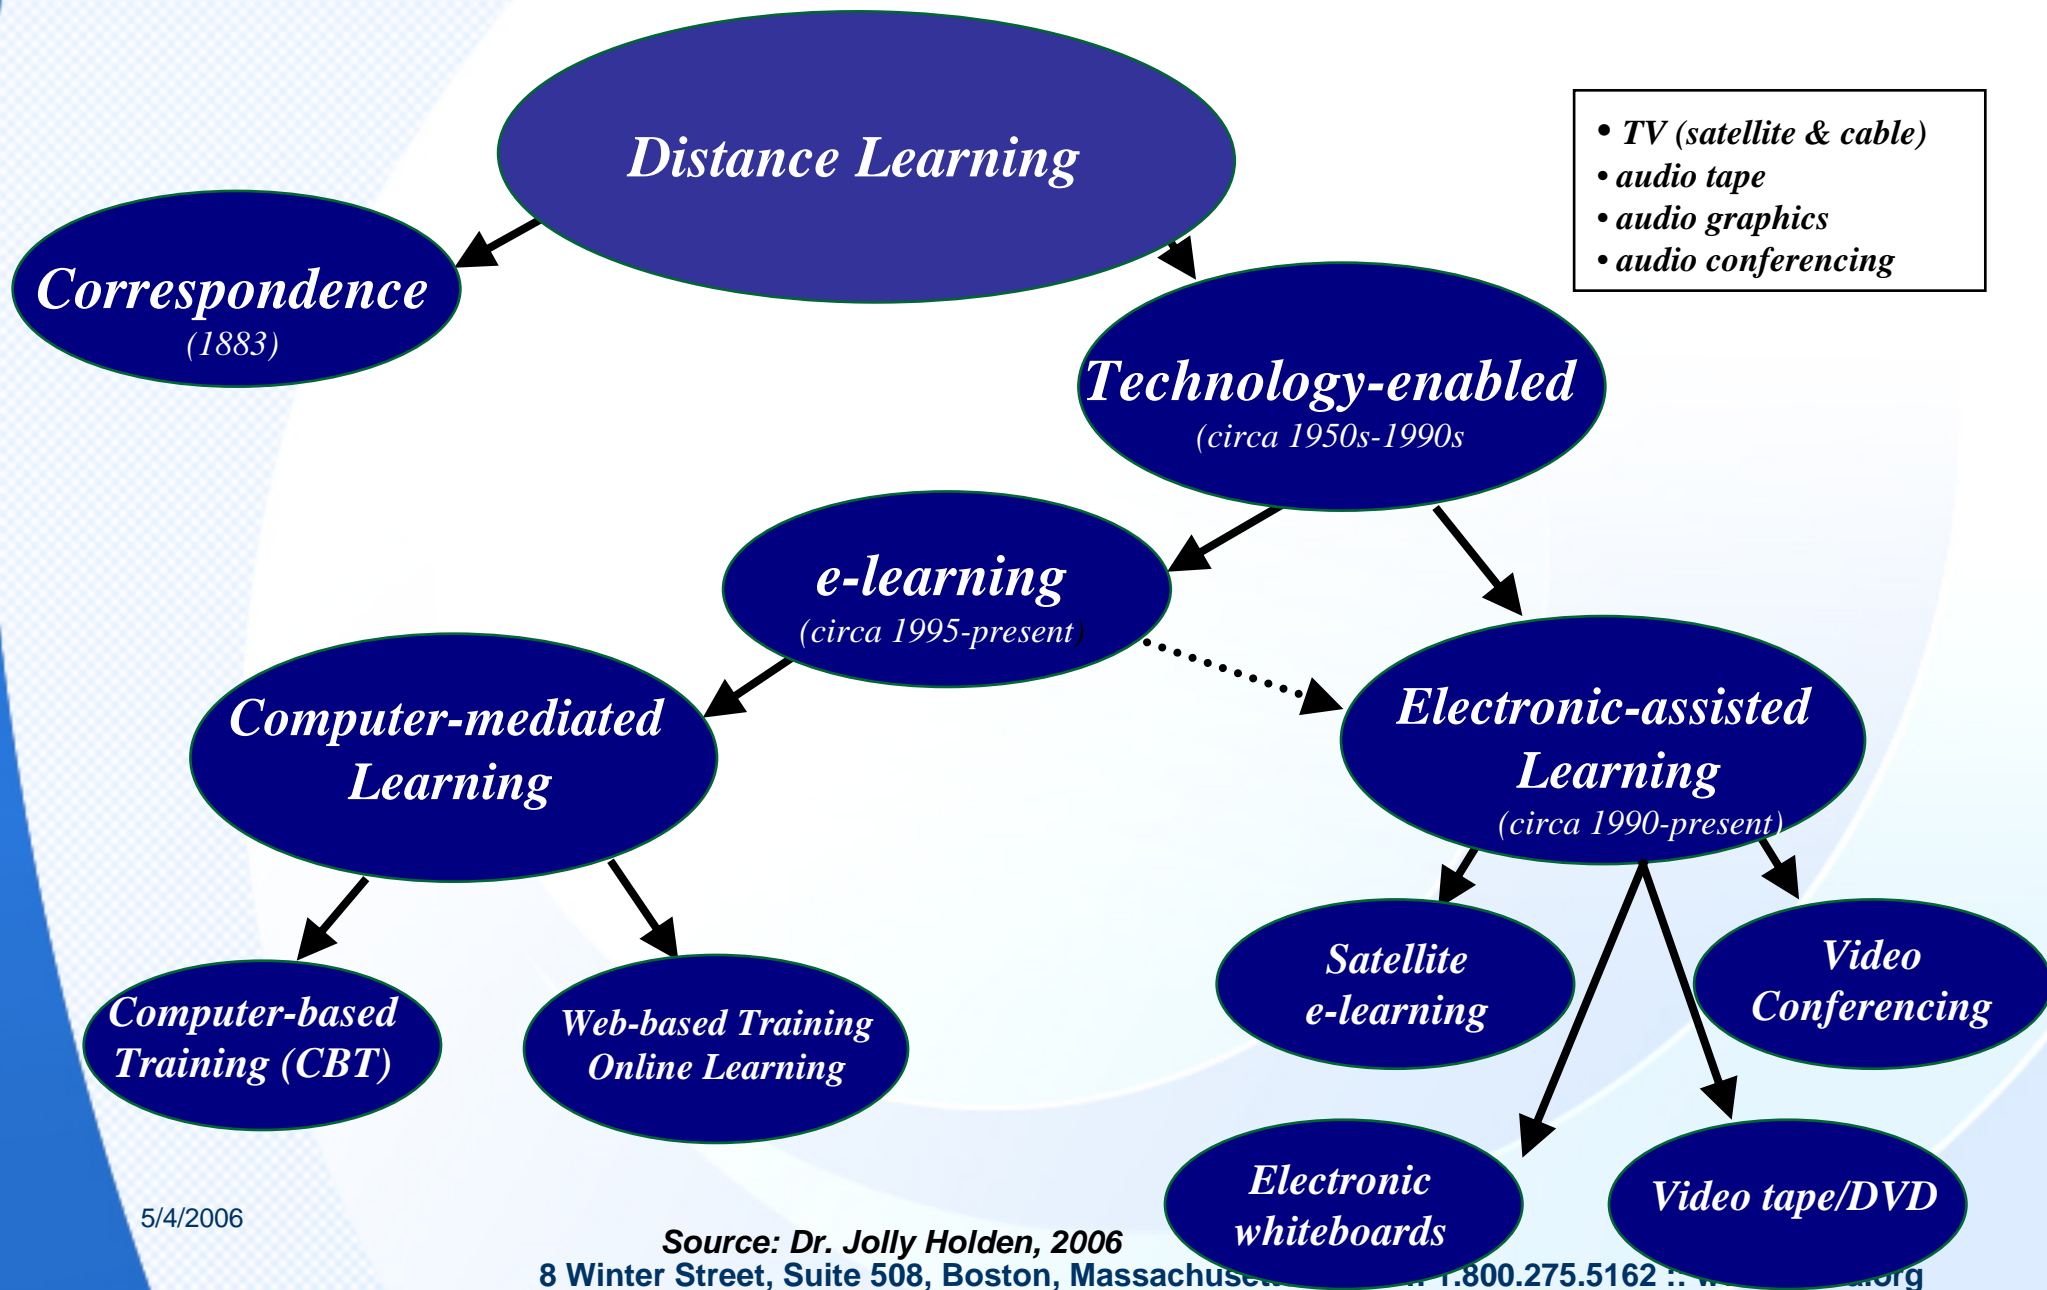 Distance Learning
• TV (satellite & cable)
• audio tape
• audio graphics
• audio conferencing
Correspondence
(1883)
Technology-enabled
(circa 1950s-1990s
e-learning
(circa 1995-present)
Computer-mediated
Learning
Electronic-assisted
Learning
(circa 1990-present)
Satellite
e-learning
Video
Conferencing
Computer-based
Training (CBT)
Web-based Training
Online Learning
Electronic
whiteboards
Video tape/DVD
5/4/2006
Source: Dr. Jolly Holden, 2006
8 Winter Street, Suite 508, Boston, 1.800.275.5162 ::